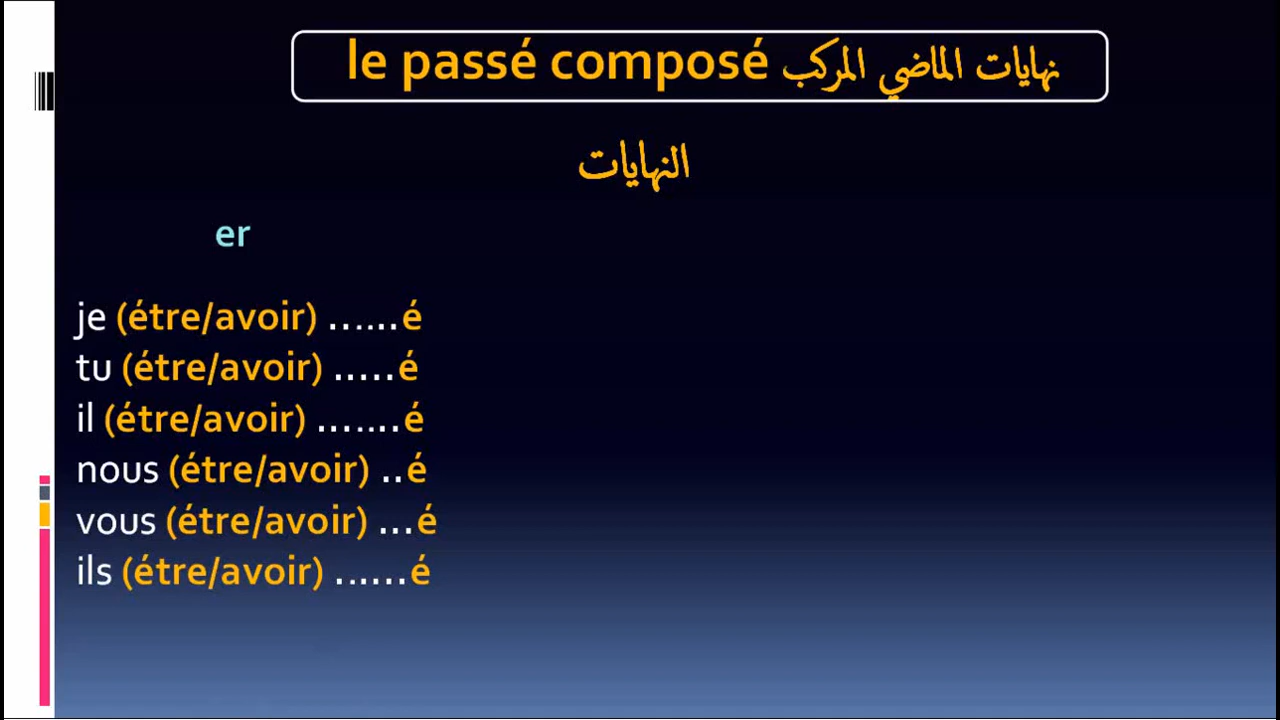 le passé composé نهايات الماضي المركب
النهايات
er
je (étre/avoir) ......é
tu (étre/avoir) .....é
il (étre/avoir) .......é
nous (étre/avoir) ..é
vous (étre/avoir) ...é
ils (étre/avoir) ......é